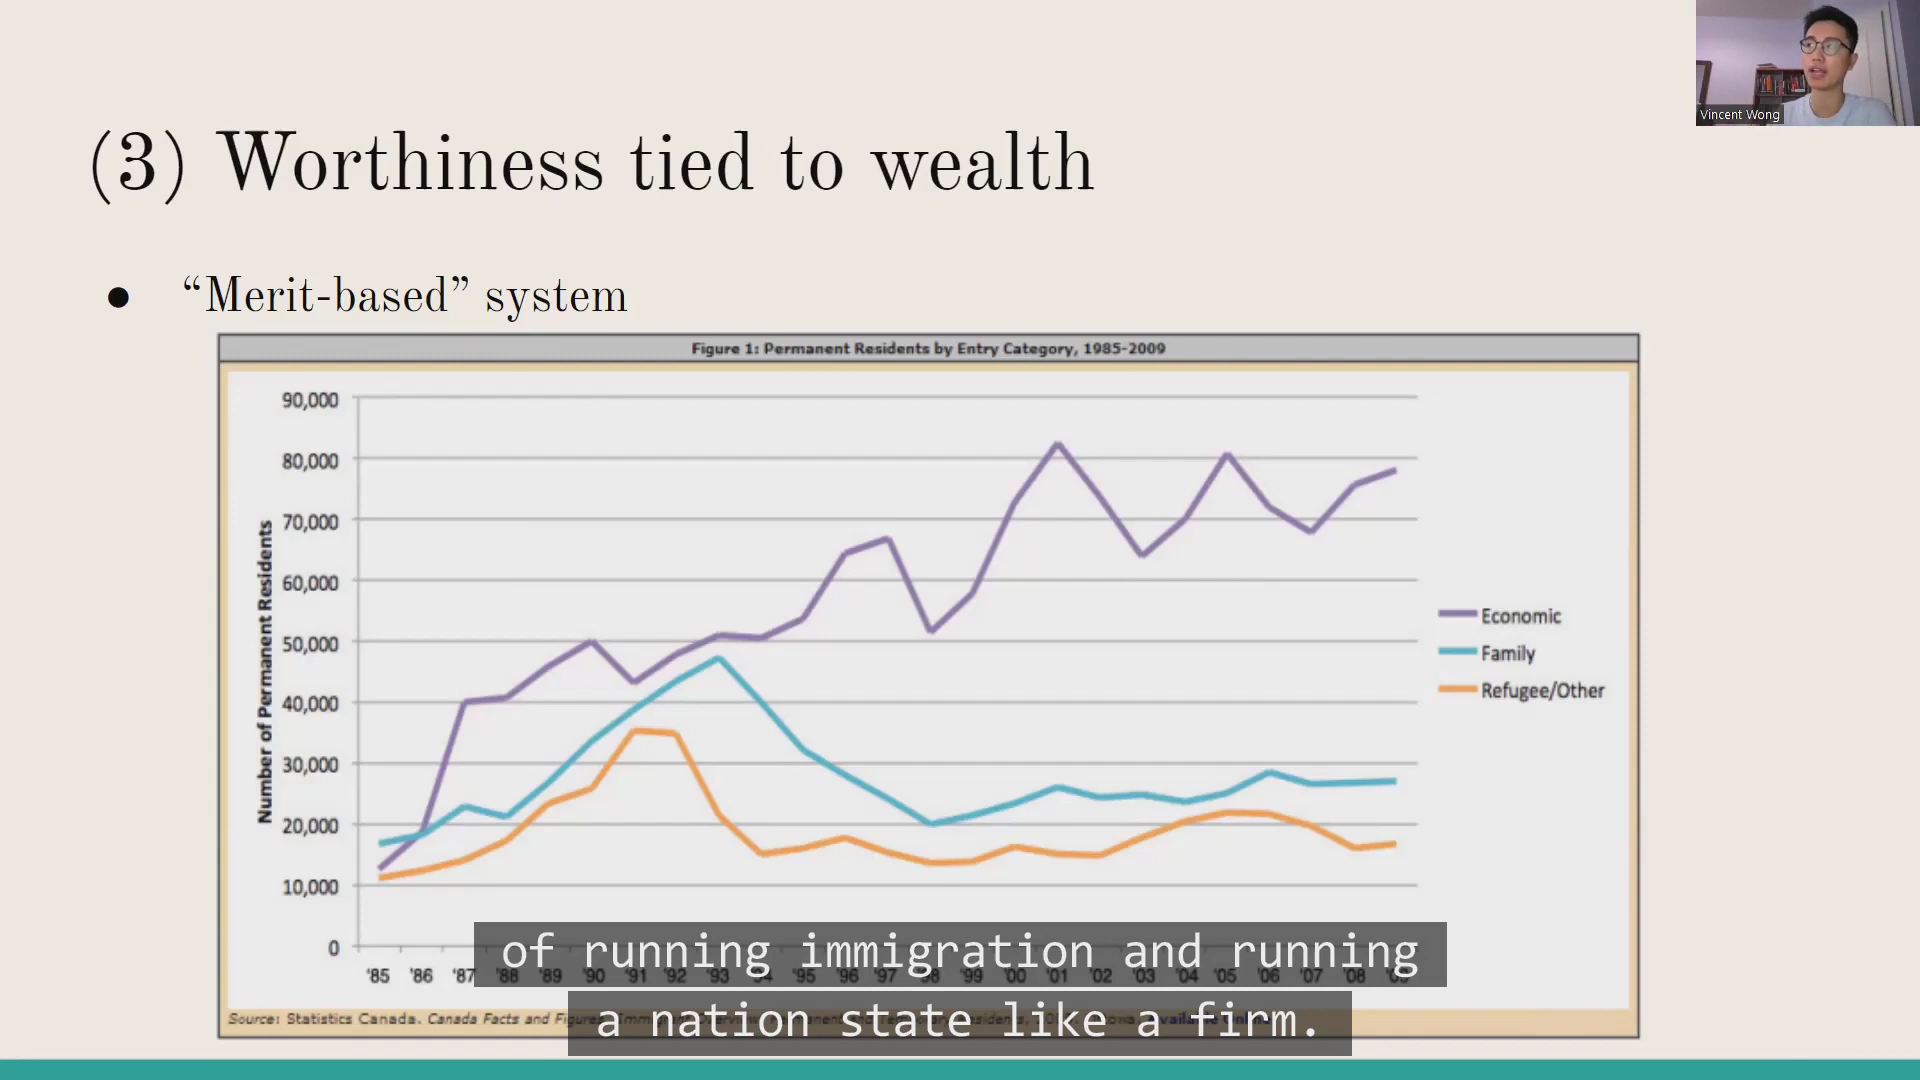 Vincent Wong
(3) Worthiness tied to wealth
● “Merit-based” system
Figure 1: Permanent Residents by Entry Category, 1985-2009
Number of Permanent Residents
90,000
80,000
70,000
60,000
50,000
40,000
30,000
20,000
10,000
0
Economic
Family
Refugee/Other
'85 '86 '87 '88 '89 '90 '91 '92 '93 '94 '95 '96 '97 '98 '99 '00 '01 '02 '03 '04 '05 '06 '07 '08 '09
of running immigration and running
a nation state like a firm.
Source: Statistics Canada. Canada Facts and Figures